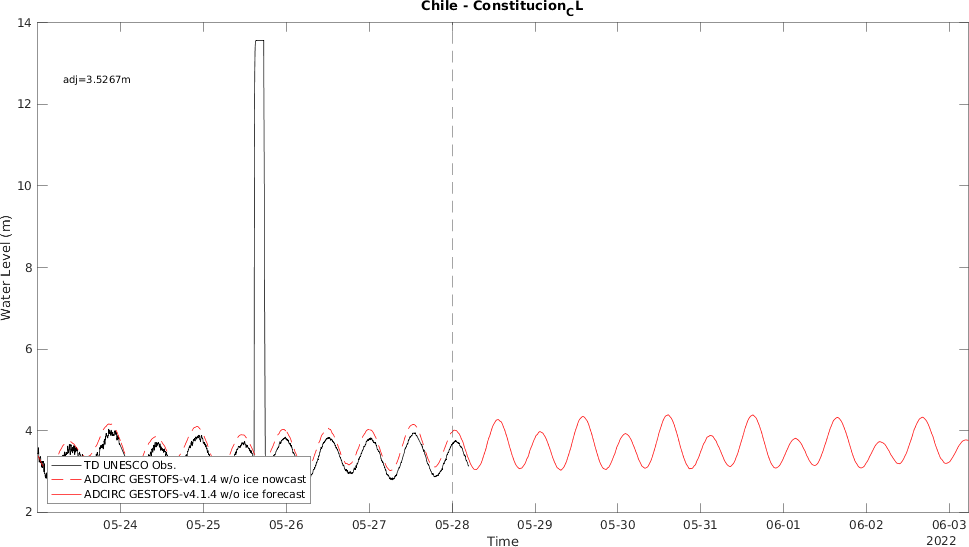 Chile - Constitucion_CL
14
12
10
8
6
4
2
Water Level (m)
adj=3.5267m
TD UNESCO Obs.
ADCIRC GESTOFS-v4.1.4 w/o ice nowcast
ADCIRC GESTOFS-v4.1.4 w/o ice forecast
05-24 05-25 05-26 05-27 05-28 05-29 05-30 05-31 06-01 06-02 06-03
Time
2022